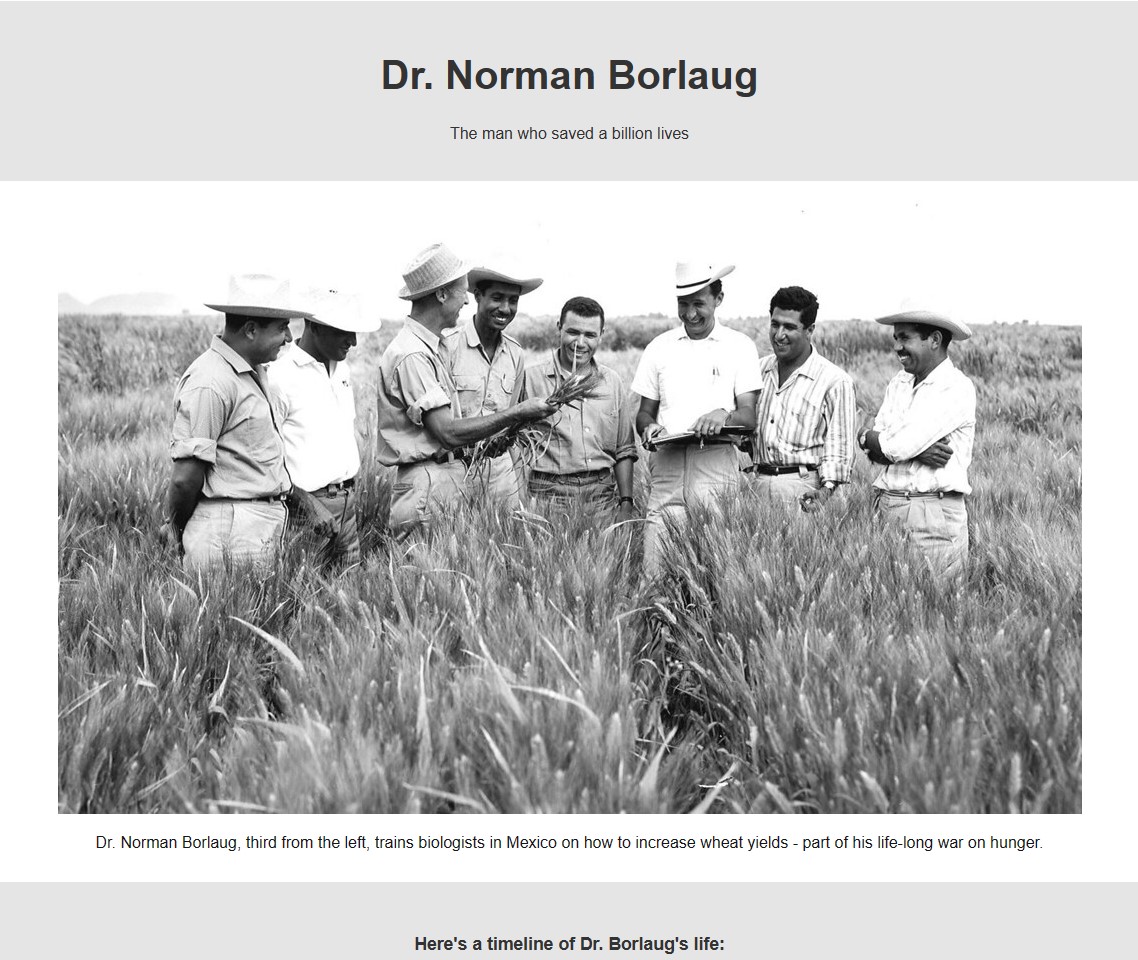 Dr. Norman Borlaug
The man who saved a billion lives
Dr. Norman Borlaug, third from the left, trains biologists in Mexico on how to increase wheat yields - part of his life-long war on hunger.
Here's a timeline of Dr. Borlaug's life: